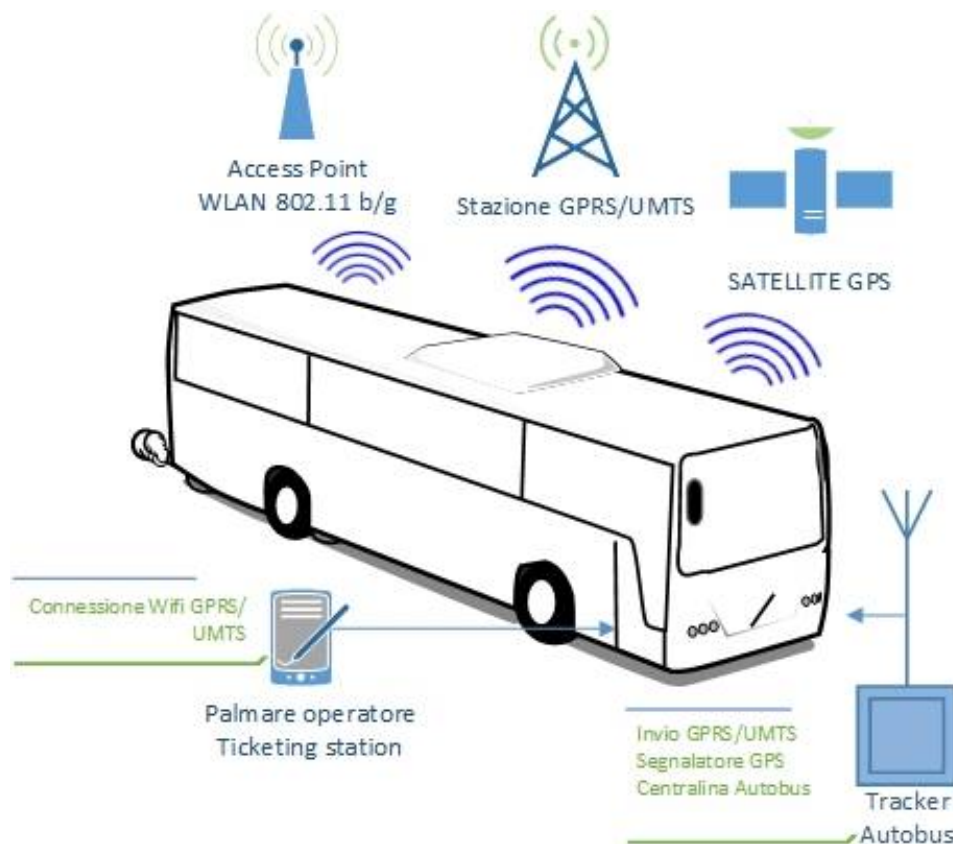 Access Point
WLAN 802.11 b/g
Stazione GPRS/UMTS
SATELLITE GPS
Connessione Wifi GPRS/
UMTS
Palmare operatore
Ticketing station
Invio GPRS/UMTS
Segnalatore GPS
Centralina Autobus
Tracker
Autobus